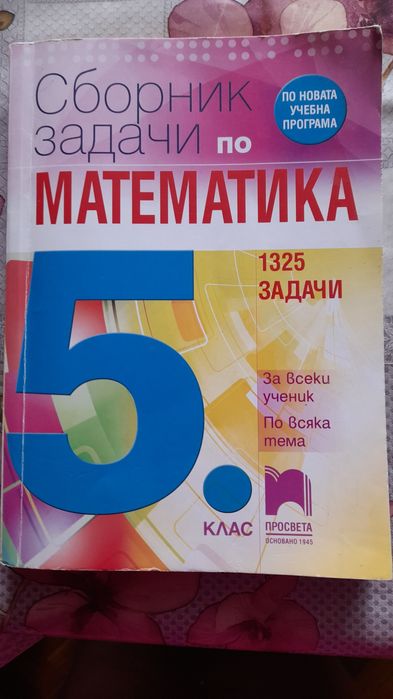 Сборник
задачи по
МАТЕМАТИКА
ПО НОВАТА
УЧЕБНА
ПРОГРАМА
5.
КЛАС
1325
ЗАДАЧИ
За всеки
ученик
По всяка
тема
ПРОСВЕТА
ОСНОВАНО 1945